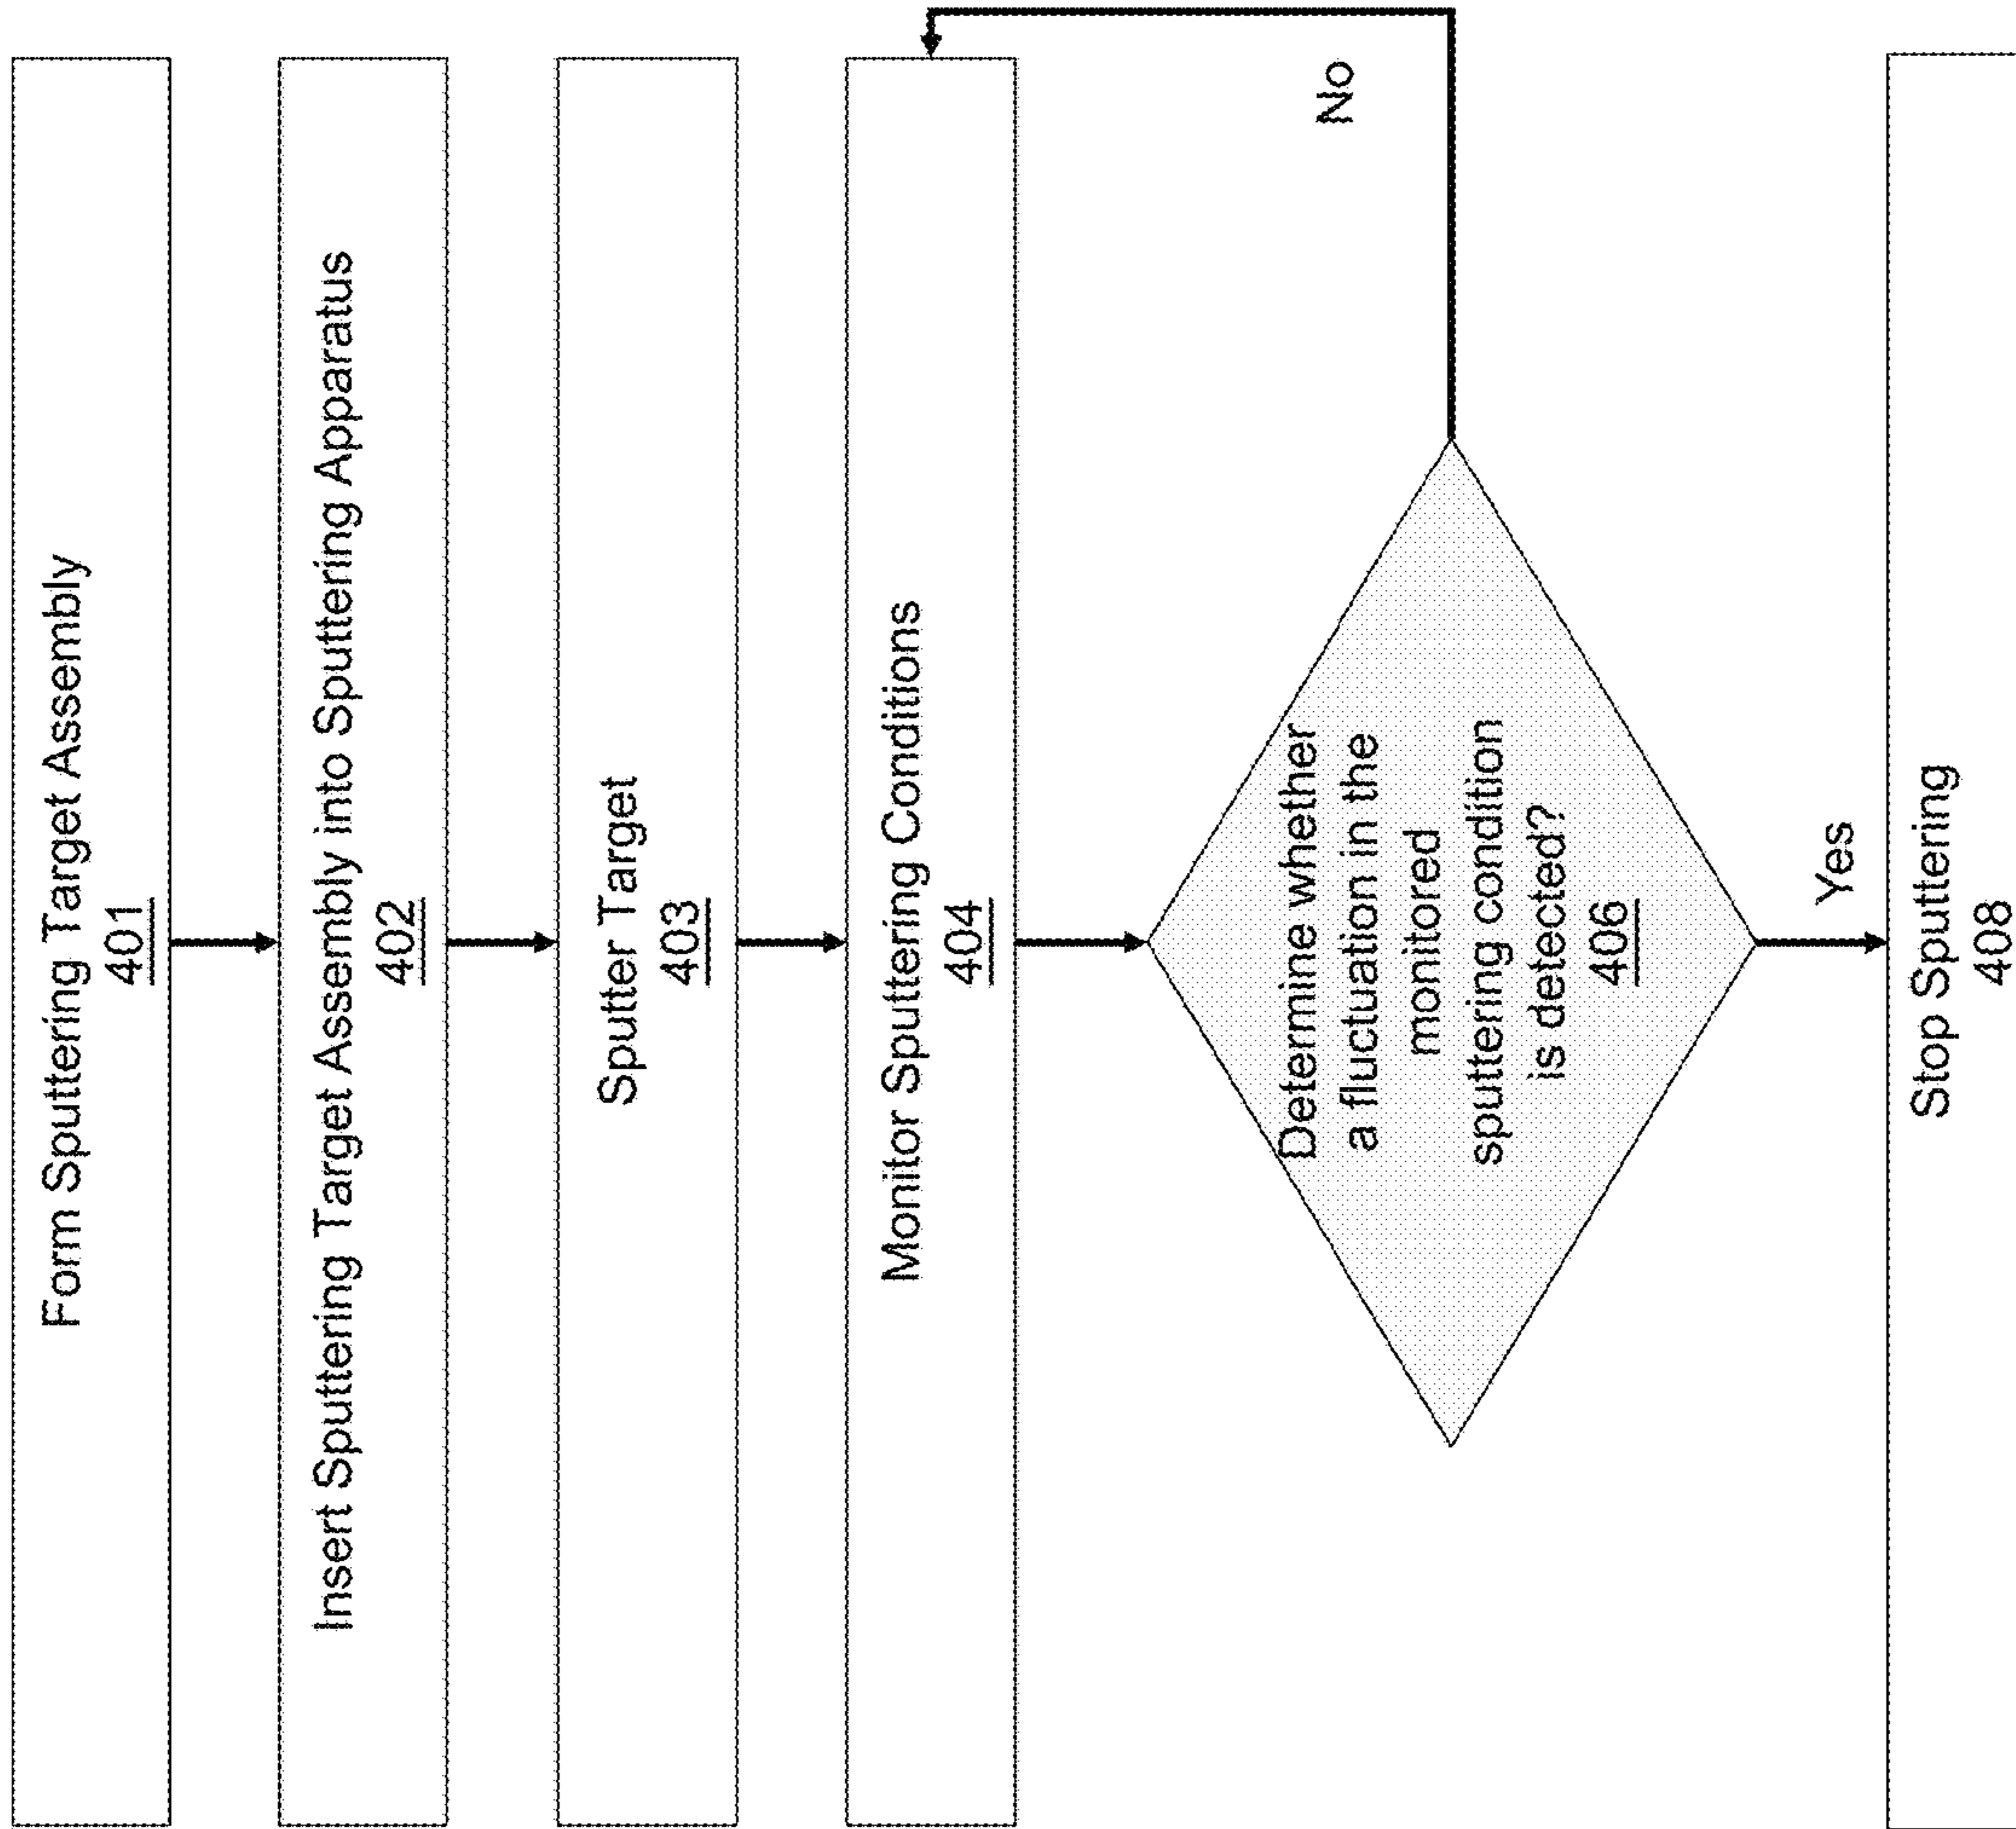 Form Sputtering Target Assembly
401
Insert Sputtering Target Assembly into Sputtering Apparatus
402
Sputter Target
403
Monitor Sputtering Conditions
404
Determine whether
a fluctuation in the
monitored
sputtering condition
is detected?
406
No
Yes
Stop Sputtering
408